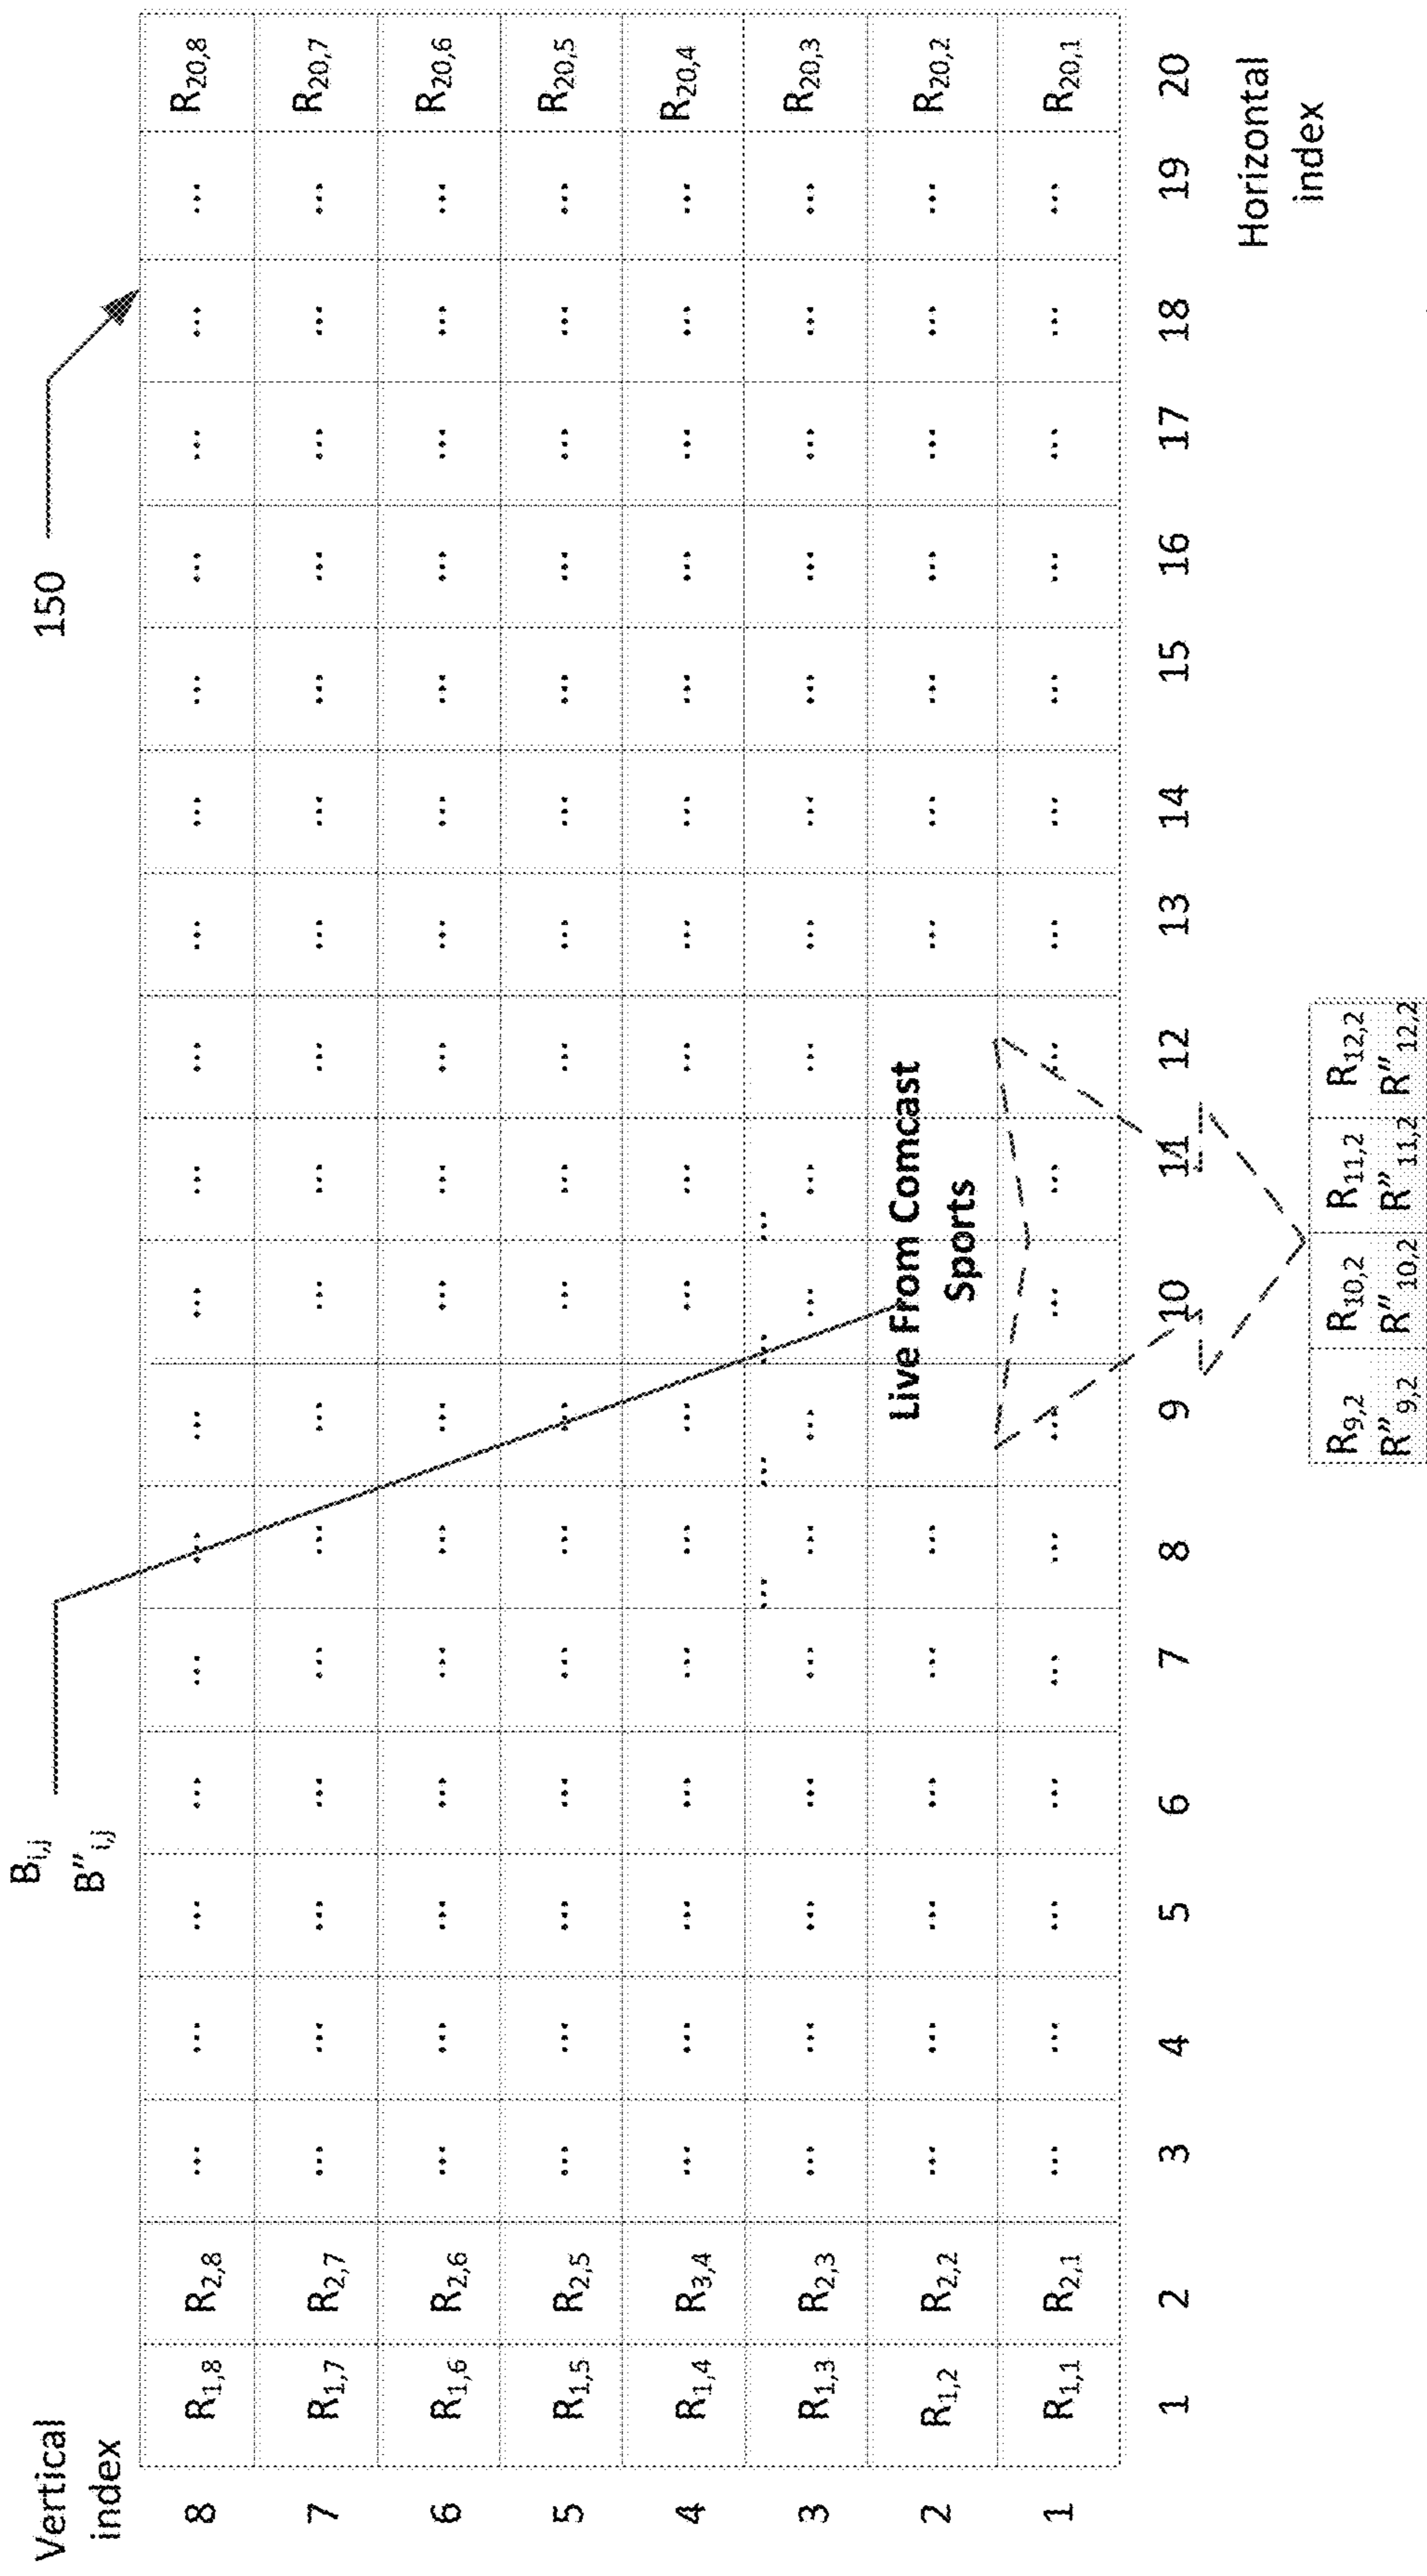 150
B i,j
B" i,j
Vertical
index
8 R1,8 R2,8 ... ... ... ... ... ... ... ... ... ... ... ... ... ... ... ... ... R20,8
7 R1,7 R2,7 ... ... ... ... ... ... ... ... ... ... ... ... ... ... ... ... ... R20,7
6 R1,6 R2,6 ... ... ... ... ... ... ... ... ... ... ... ... ... ... ... ... ... R20,6
5 R1,5 R2,5 ... ... ... ... ... ... ... ... ... ... ... ... ... ... ... ... ... R20,5
4 R1,4 R3,4 ... ... ... ... ... ... ... ... ... ... ... ... ... ... ... ... ... R20,4
... ... ... ...
3 R1,3 R2,3 ... ... ... ... ... ... ... ... ... ... ... ... ... ... ... ... ... R20,3
2 R1,2 R2,2 ... ... ... ... ... ... Live From Comcast ... ... ... ... ... ... ... R20,2
Sports
1 R1,1 R2,1 ... ... ... ... ... ... ... ... ... ... ... ... ... ... ... ... ... R20,1
1 2 3 4 5 6 7 8 9 10 11 12 13 14 15 16 17 18 19 20
Horizontal
index
R9,2 R10,2 R11,2 R12,2
R"9,2 R"10,2 R"11,2 R"12,2